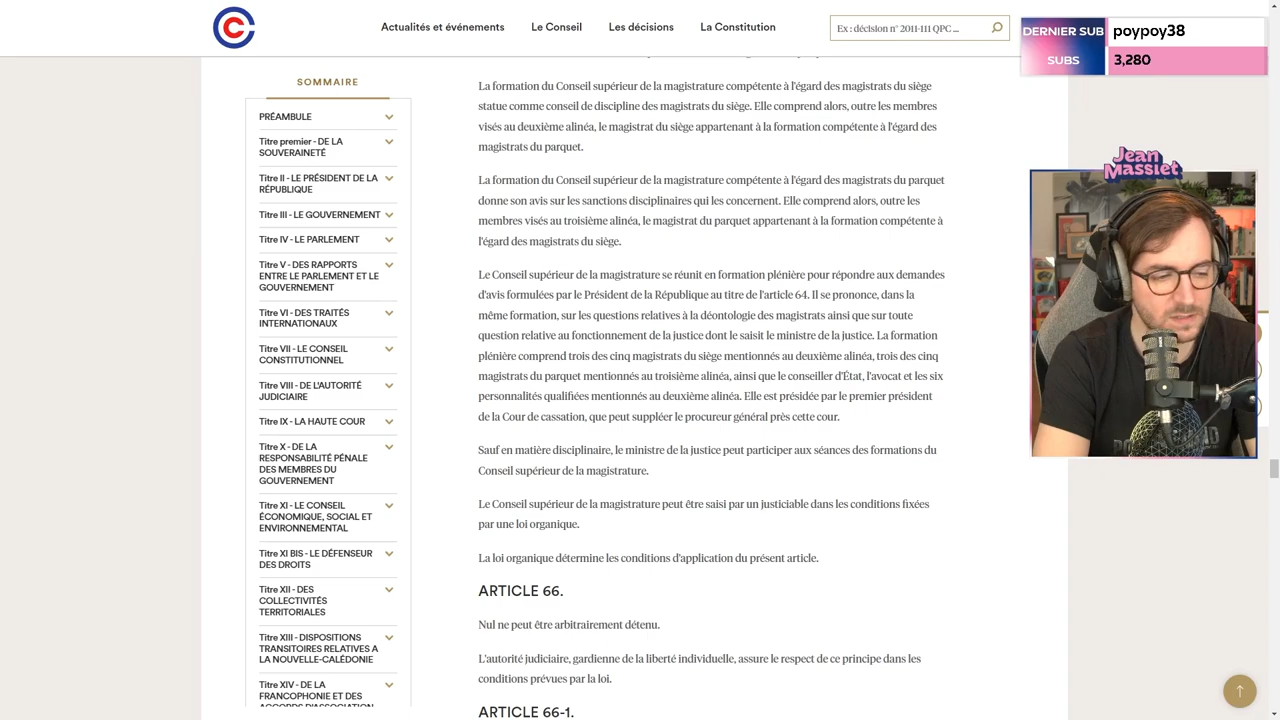 Actualités et événements
Le Conseil
Les décisions
La Constitution
Ex : décision n° 2011-111 QPC ...
DERNIER SUB
poypoy38
SUBS
3,280
Jean
Massiet
SOMMAIRE
PRÉAMBULE
Titre premier - DE LA
SOUVERAINETÉ
Titre II - LE PRÉSIDENT DE LA
RÉPUBLIQUE
Titre III - LE GOUVERNEMENT
Titre IV - LE PARLEMENT
Titre V - DES RAPPORTS
ENTRE LE PARLEMENT ET LE
GOUVERNEMENT
Titre VI - DES TRAITÉS
INTERNATIONAUX
Titre VII - LE CONSEIL
CONSTITUTIONNEL
Titre VIII - DE L'AUTORITÉ
JUDICIAIRE
Titre IX - LA HAUTE COUR
Titre X - DE LA
RESPONSABILITÉ PÉNALE
DES MEMBRES DU
GOUVERNEMENT
Titre XI - LE CONSEIL
ÉCONOMIQUE, SOCIAL ET
ENVIRONNEMENTAL
Titre XI BIS - LE DÉFENSEUR
DES DROITS
Titre XII - DES
COLLECTIVITÉS
TERRITORIALES
Titre XIII - DISPOSITIONS
TRANSITOIRES RELATIVES A
LA NOUVELLE-CALÉDONIE
Titre XIV - DE LA
FRANCOPHONIE ET DES
ACCORDS D'ASSOCIATION
La formation du Conseil supérieur de la magistrature compétente à l'égard des magistrats du siège
statue comme conseil de discipline des magistrats du siège. Elle comprend alors, outre les membres
visés au deuxième alinéa, le magistrat du siège appartenant à la formation compétente à l'égard des
magistrats du parquet.
La formation du Conseil supérieur de la magistrature compétente à l'égard des magistrats du parquet
donne son avis sur les sanctions disciplinaires qui les concernent. Elle comprend alors, outre les
membres visés au troisième alinéa, le magistrat du parquet appartenant à la formation compétente à
l'égard des magistrats du siège.
Le Conseil supérieur de la magistrature se réunit en formation plénière pour répondre aux demandes
d'avis formulées par le Président de la République au titre de l'article 64. Il se prononce, dans la
même formation, sur les questions relatives à la déontologie des magistrats ainsi que sur toute
question relative au fonctionnement de la justice dont le saisit le ministre de la justice. La formation
plénière comprend trois des cinq magistrats du siège mentionnés au deuxième alinéa, trois des cinq
magistrats du parquet mentionnés au troisième alinéa, ainsi que le conseiller d'État, l'avocat et les six
personnalités qualifiées mentionnés au deuxième alinéa. Elle est présidée par le premier président
de la Cour de cassation, que peut suppléer le procureur général près cette cour.
Sauf en matière disciplinaire, le ministre de la justice peut participer aux séances des formations du
Conseil supérieur de la magistrature.
Le Conseil supérieur de la magistrature peut être saisi par un justiciable dans les conditions fixées
par une loi organique.
La loi organique détermine les conditions d'application du présent article.
ARTICLE 66.
Nul ne peut être arbitrairement détenu.
L'autorité judiciaire, gardienne de la liberté individuelle, assure le respect de ce principe dans les
conditions prévues par la loi.
ARTICLE 66-1.